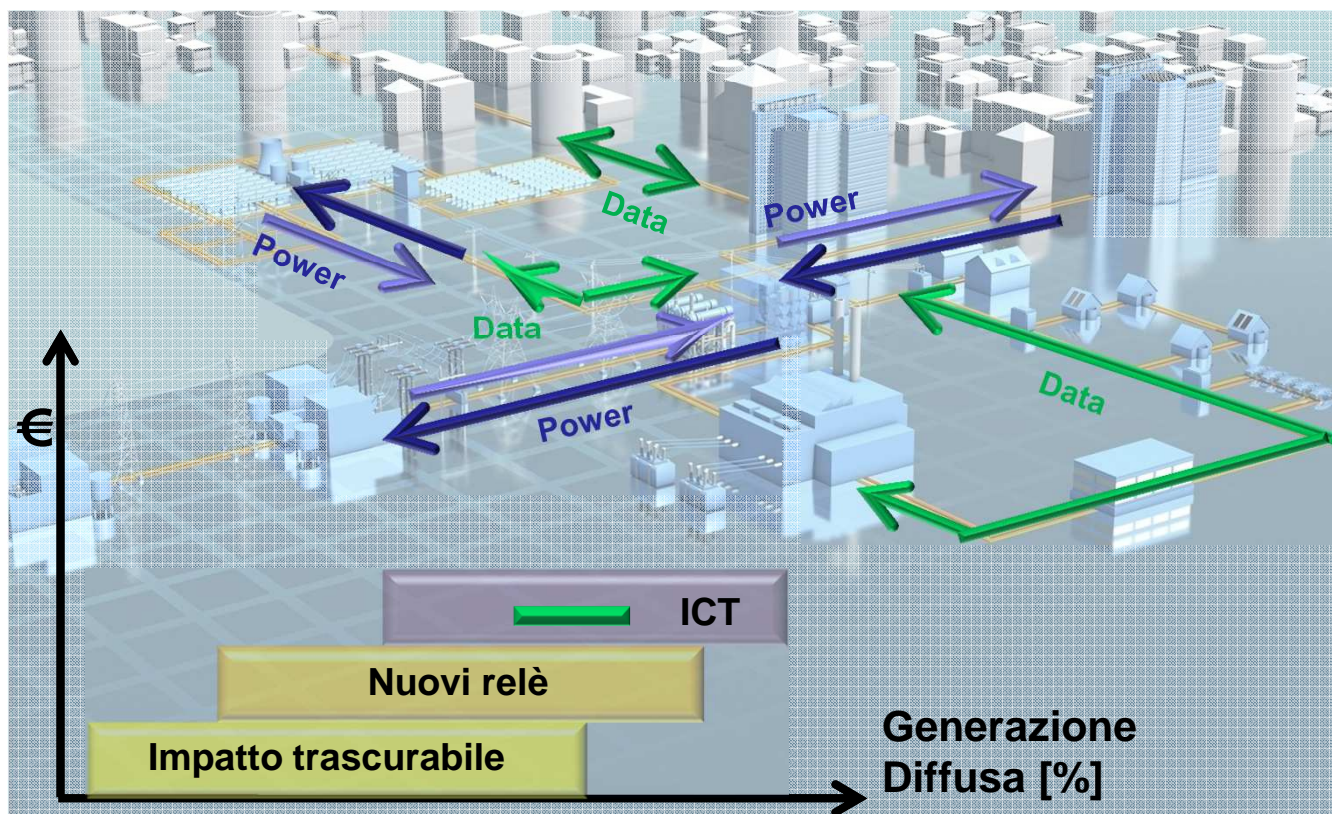 Data
Power
Power
Data
Data
Power
€
ICT
Nuovi relè
Impatto trascurabile
Generazione
Diffusa [%]